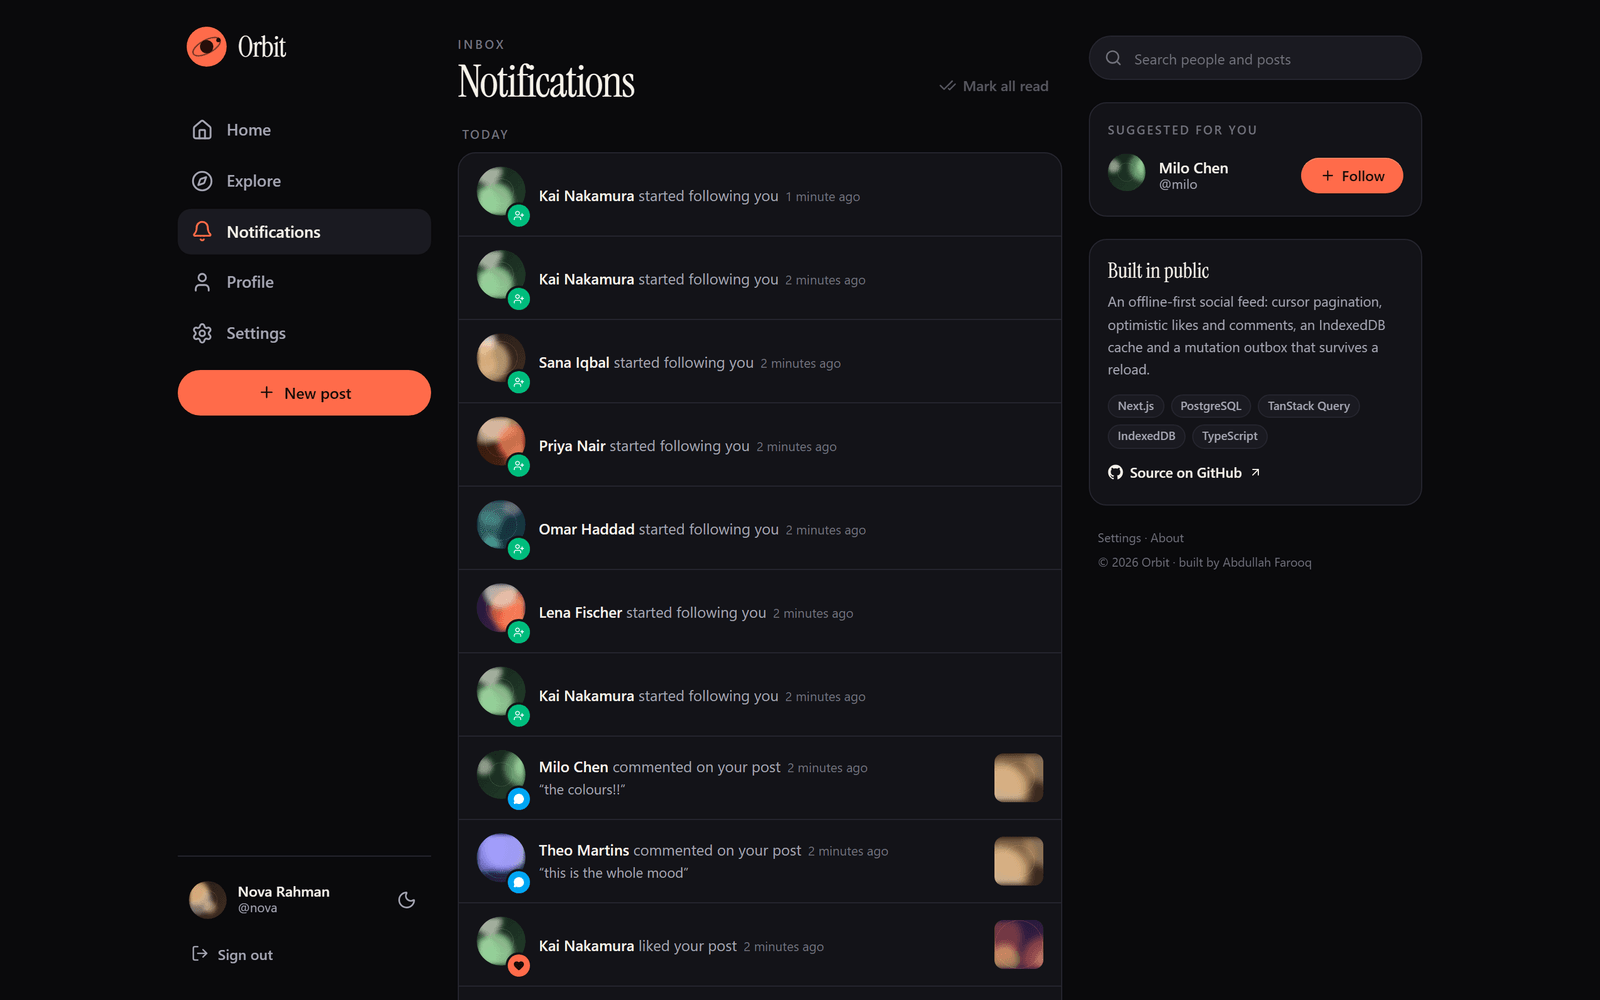 Orbit
Home
Explore
Notifications
Profile
Settings
New post
Nova Rahman
@nova
Sign out
INBOX
Notifications
Mark all read
TODAY
Kai Nakamura started following you 1 minute ago
Kai Nakamura started following you 2 minutes ago
Sana Iqbal started following you 2 minutes ago
Priya Nair started following you 2 minutes ago
Omar Haddad started following you 2 minutes ago
Lena Fischer started following you 2 minutes ago
Kai Nakamura started following you 2 minutes ago
Milo Chen commented on your post 2 minutes ago
“the colours!!”
Theo Martins commented on your post 2 minutes ago
“this is the whole mood”
Kai Nakamura liked your post 2 minutes ago
Search people and posts
SUGGESTED FOR YOU
Milo Chen
@milo
Follow
Built in public
An offline-first social feed: cursor pagination,
optimistic likes and comments, an IndexedDB
cache and a mutation outbox that survives a
reload.
Next.js PostgreSQL TanStack Query
IndexedDB TypeScript
Source on GitHub
Settings · About
© 2026 Orbit · built by Abdullah Farooq